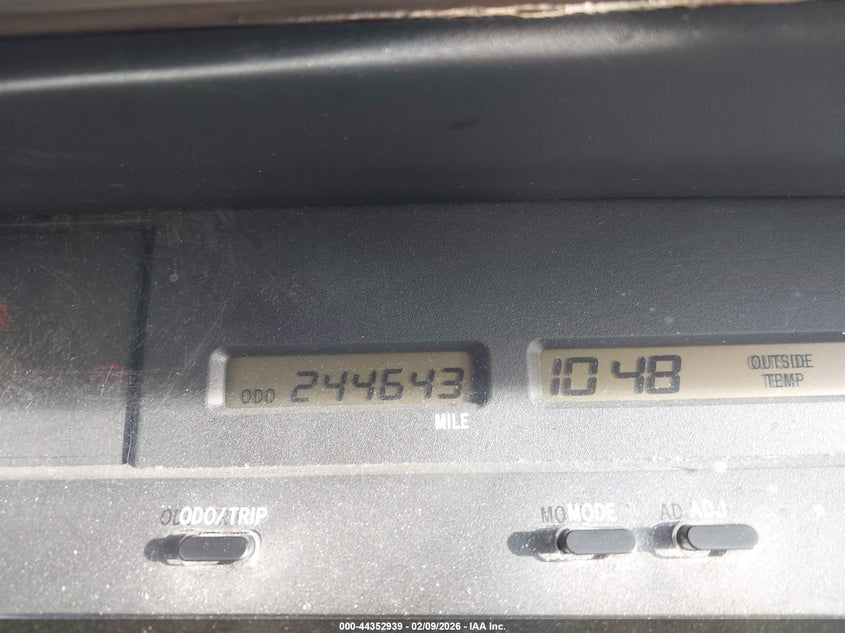 ODO 244643
MILE
1048
OUTSIDE
TEMP
ODO/TRIP
MODE
ADJ
000-44352939 - 02/09/2026 - IAA Inc.